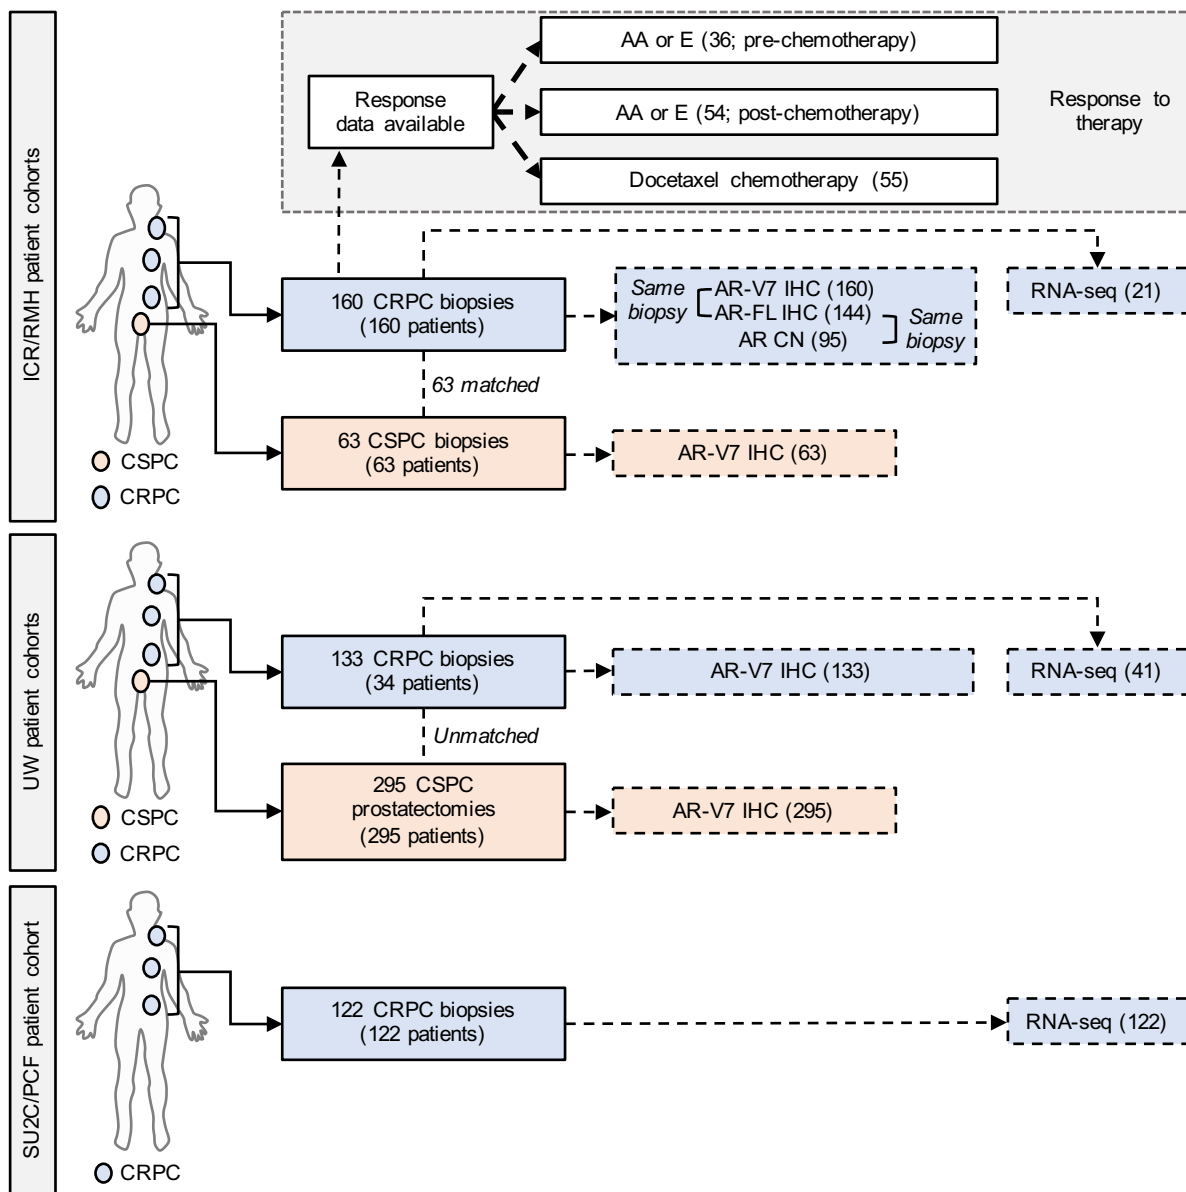 ICR/RMH patient cohorts
AA or E (36; pre-chemotherapy)
Response
data available
AA or E (54; post-chemotherapy)
Docetaxel chemotherapy (55)
Response to
therapy
160 CRPC biopsies
(160 patients)
Same
biopsy
AR-V7 IHC (160)
AR-FL IHC (144)
AR CN (95)
Same
biopsy
RNA-seq (21)
63 matched
63 CSPC biopsies
(63 patients)
AR-V7 IHC (63)
CSPC
CRPC
UW patient cohorts
133 CRPC biopsies
(34 patients)
AR-V7 IHC (133)
RNA-seq (41)
Unmatched
295 CSPC
prostatectomies
(295 patients)
AR-V7 IHC (295)
CSPC
CRPC
SU2C/PCF patient cohort
122 CRPC biopsies
(122 patients)
RNA-seq (122)
CRPC